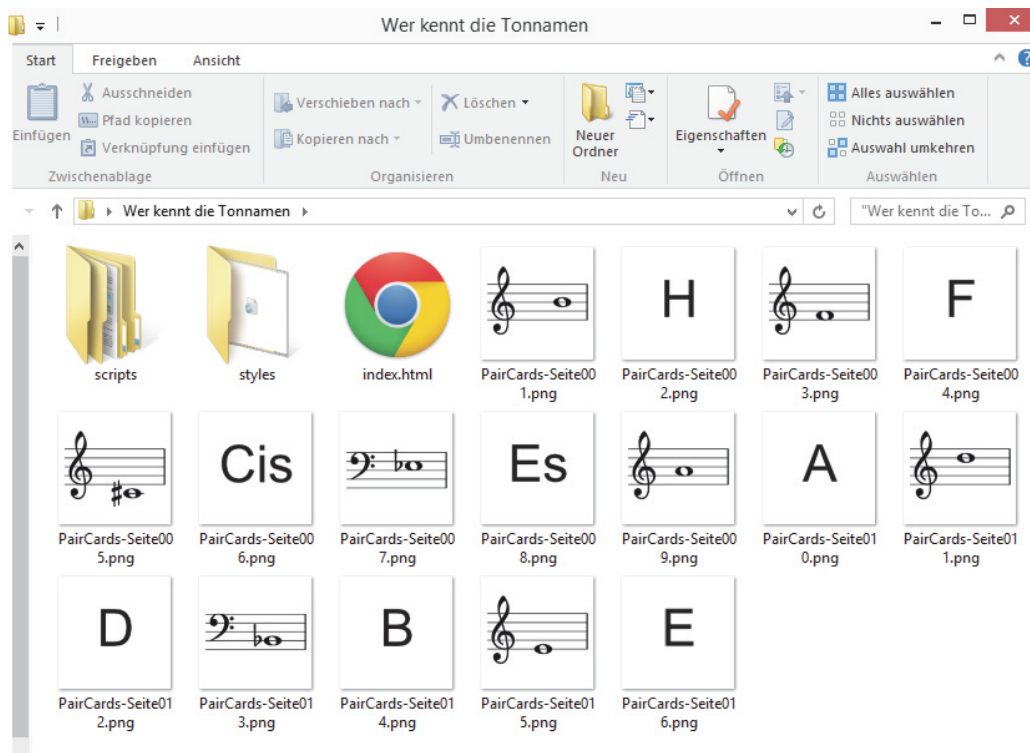 Wer kennt die Tonnamen
Start Freigeben Ansicht
Einfügen
Ausschneiden
Pfad kopieren
Verknüpfung einfügen
Zwischenablage
Verschieben nach
Kopieren nach
Löschen
Umbenennen
Organisieren
Neuer
Ordner
Neu
Eigenschaften
Öffnen
Alles auswählen
Nichts auswählen
Auswahl umkehren
Auswählen
Wer kennt die Tonnamen
"Wer kennt die To...
H F
scripts styles index.html PairCards-Seite00 PairCards-Seite00 PairCards-Seite00 PairCards-Seite00
1.png 2.png 3.png 4.png
Cis Es A
PairCards-Seite00 PairCards-Seite00 PairCards-Seite00 PairCards-Seite00 PairCards-Seite00 PairCards-Seite01 PairCards-Seite01
5.png 6.png 7.png 8.png 9.png 0.png 1.png
D B E
PairCards-Seite01 PairCards-Seite01 PairCards-Seite01 PairCards-Seite01 PairCards-Seite01
2.png 3.png 4.png 5.png 6.png